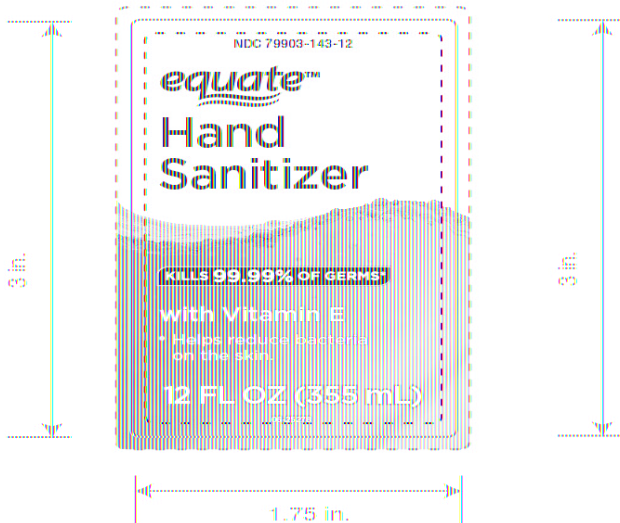 NDC 79903-143-12
equate™
Hand
Sanitizer
KILLS 99.99% OF GERMS*
with Vitamin E
• Helps reduce bacteria
on the skin.
12 FL OZ (355 mL)
3 in.
3 in.
1.75 in.